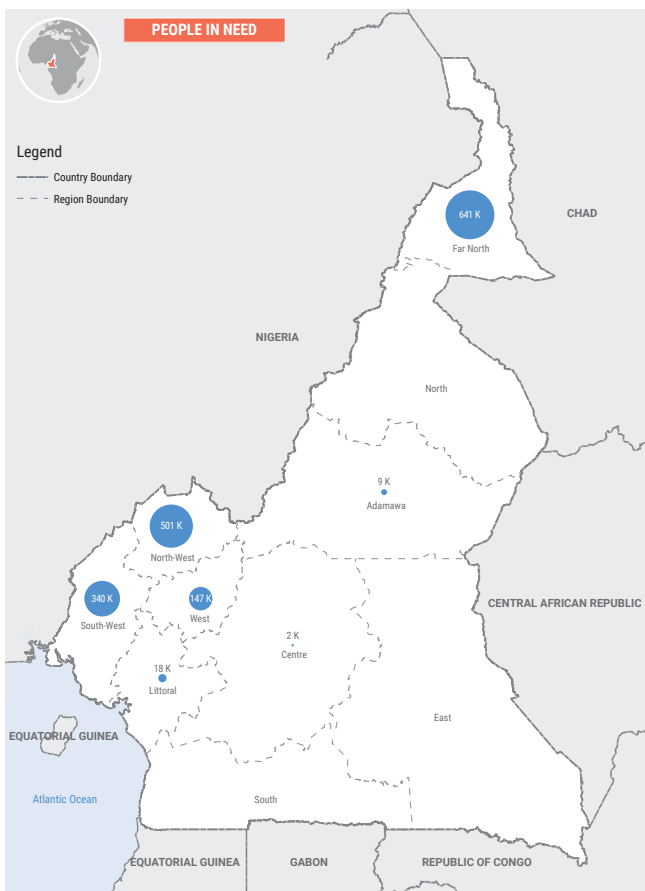 PEOPLE IN NEED
Legend
Country Boundary
Region Boundary
641 K
Far North
CHAD
NIGERIA
North
9 K
Adamawa
501 K
North-West
340 K
South-West
147 K
West
CENTRAL AFRICAN REPUBLIC
2 K
Centre
18 K
Littoral
East
EQUATORIAL GUINEA
Atlantic Ocean
South
EQUATORIAL GUINEA
GABON
REPUBLIC OF CONGO